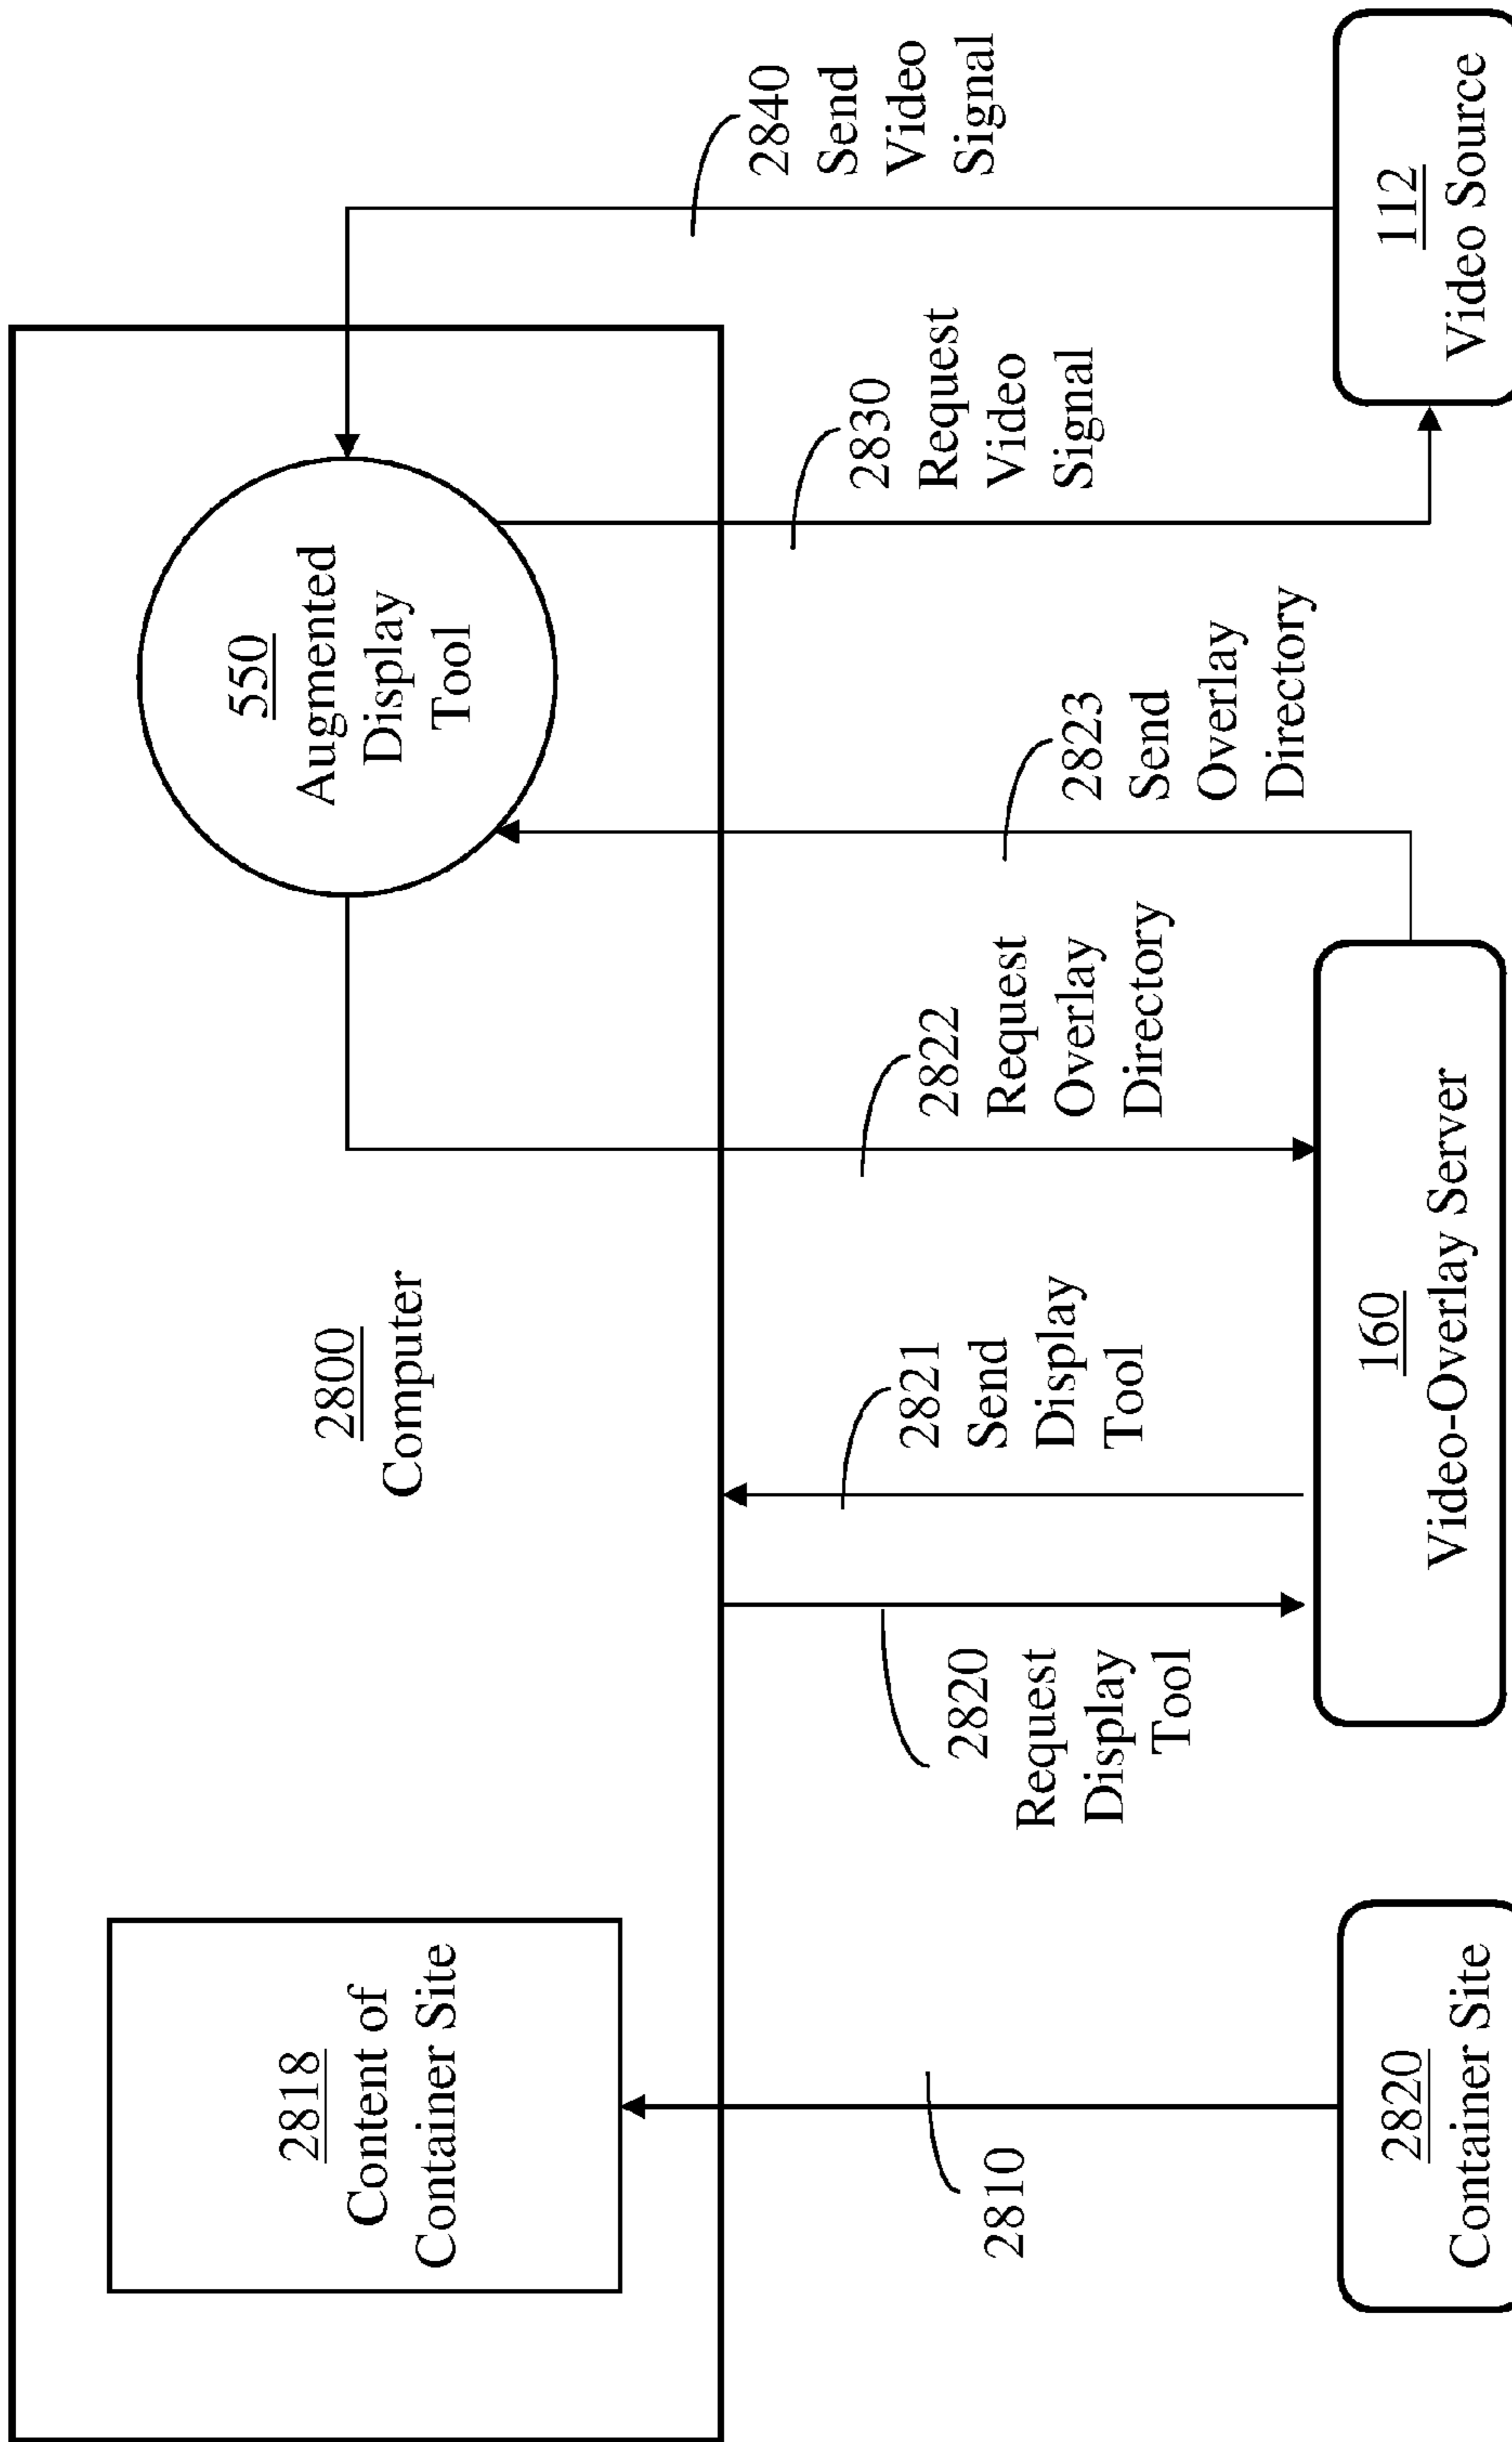 2800
Computer
2818
Content of
Container Site
550
Augmented
Display
Tool
2810
2820
Request
Display
Tool
2821
Send
Display
Tool
2822
Request
Overlay
Directory
2823
Send
Overlay
Directory
2830
Request
Video
Signal
2840
Send
Video
Signal
2820
Container Site
160
Video-Overlay Server
112
Video Source